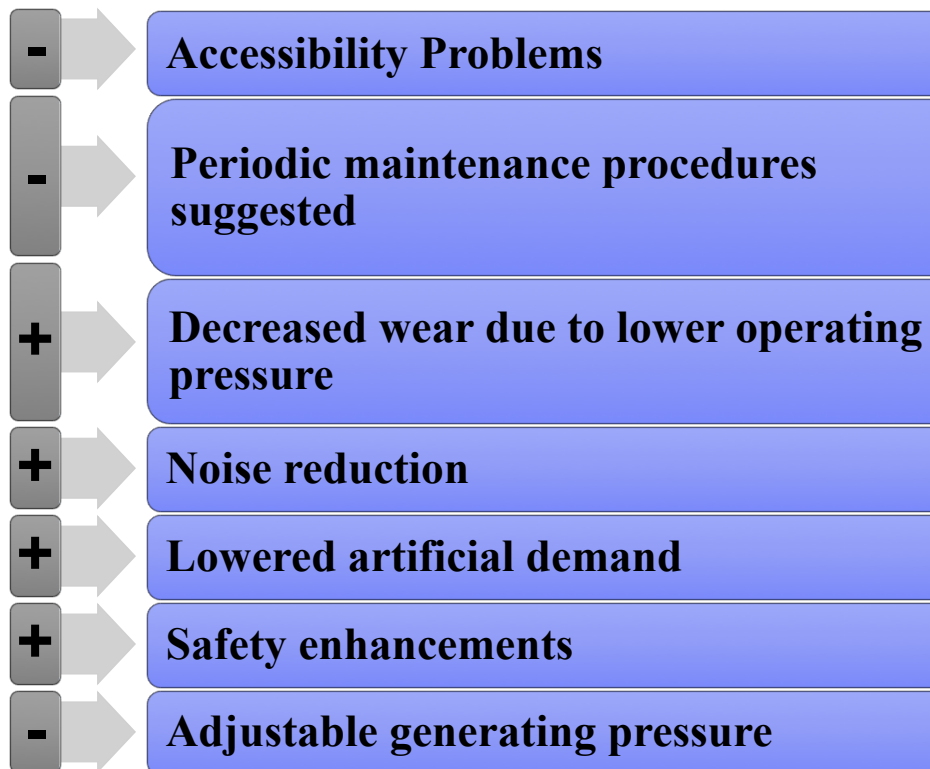 - Accessibility Problems
- Periodic maintenance procedures
suggested
+ Decreased wear due to lower operating
pressure
+ Noise reduction
+ Lowered artificial demand
+ Safety enhancements
- Adjustable generating pressure